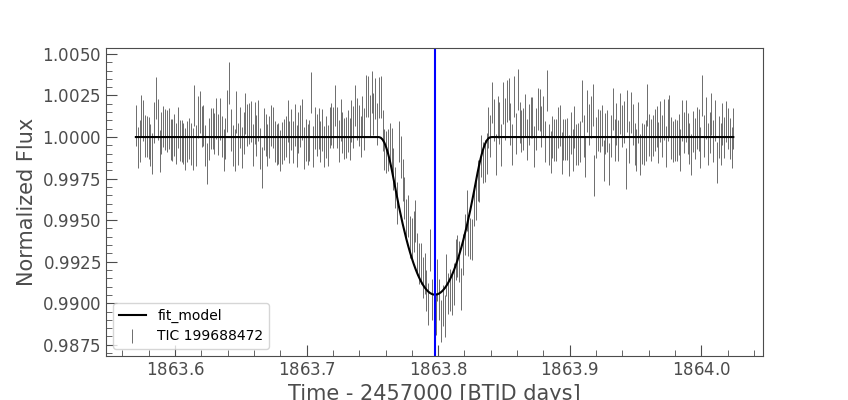 1.0050
1.0025
1.0000
0.9975
0.9950
0.9925
0.9900
0.9875
Normalized Flux
fit_model
TIC 199688472
1863.6 1863.7 1863.8 1863.9 1864.0
Time - 2457000 [BTJD days]